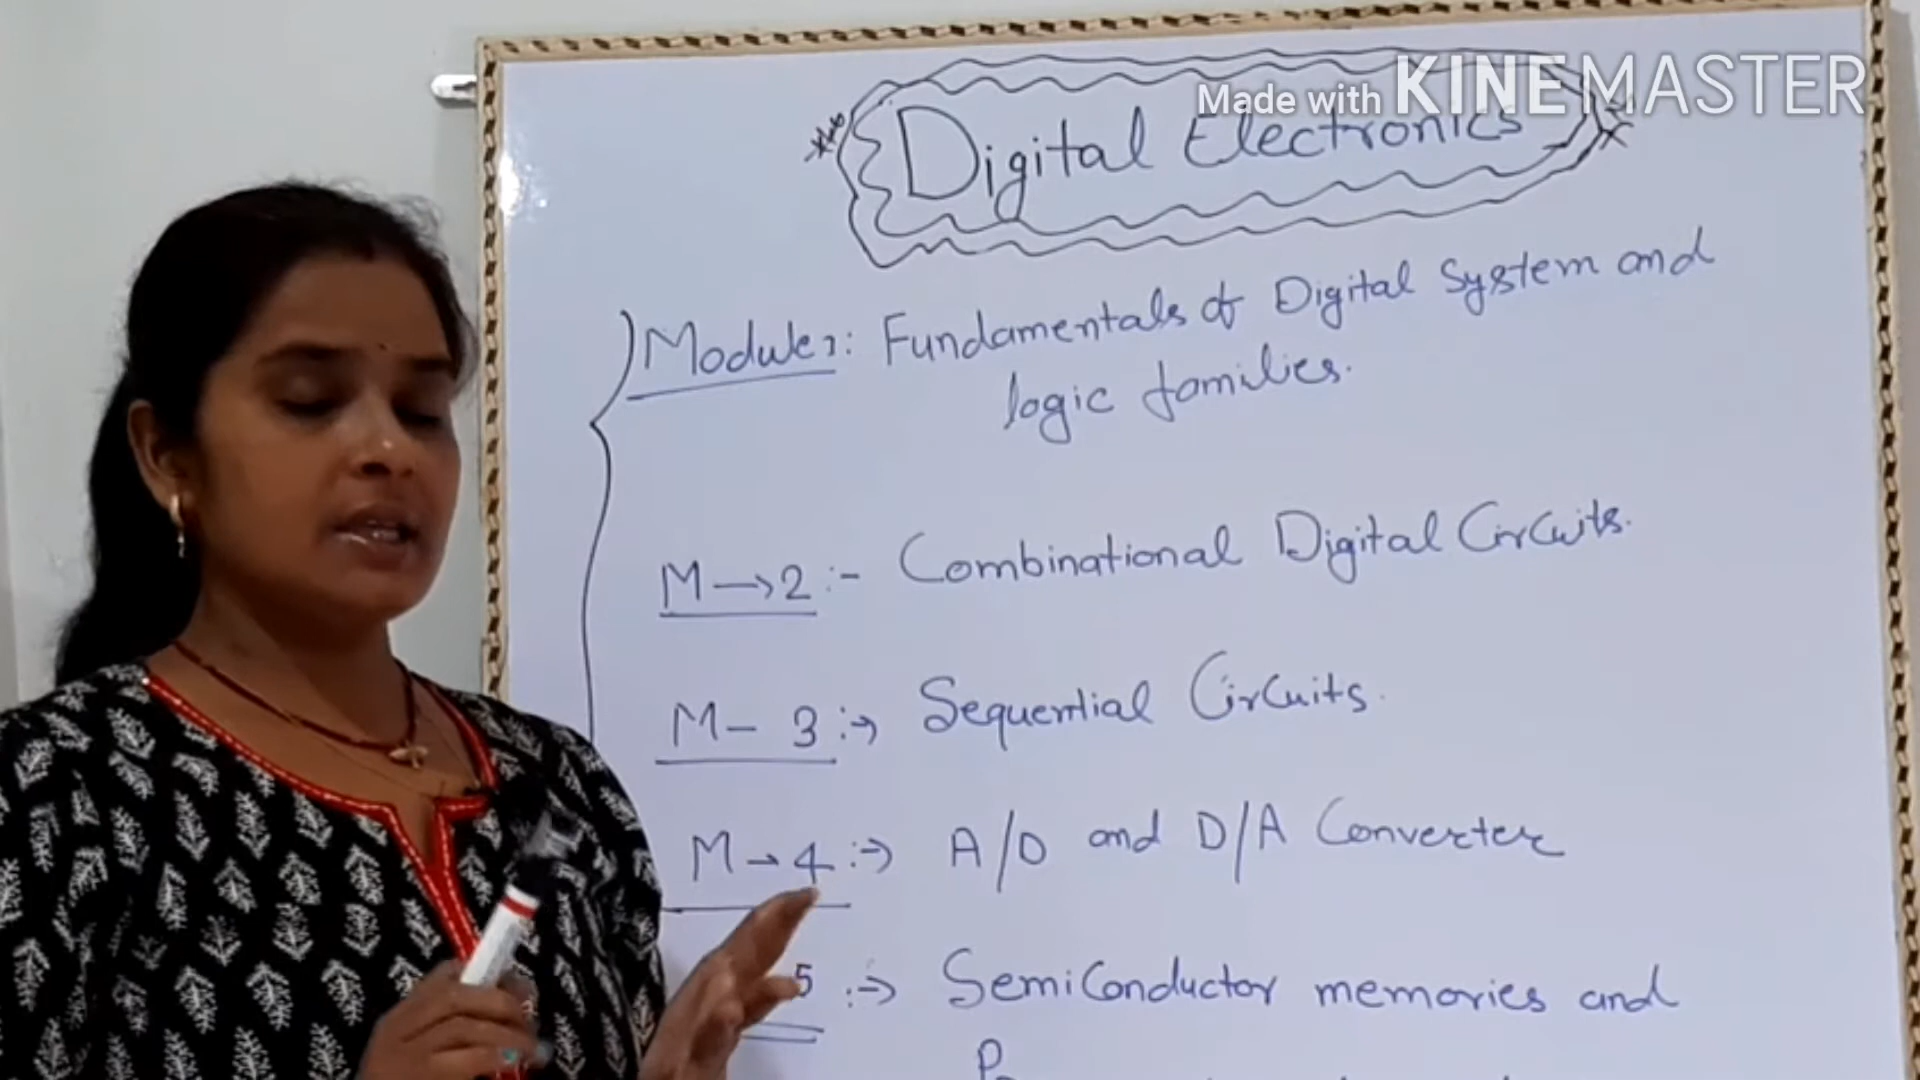 Made with KINEMASTER
Digital Electronics
Module 1: Fundamentals of Digital System and
logic families.
M→2:- Combinational Digital Circuits.
M- 3:→ Sequential Circuits.
M→4:→ A/D and D/A Converter
5:→ Semiconductor memories and